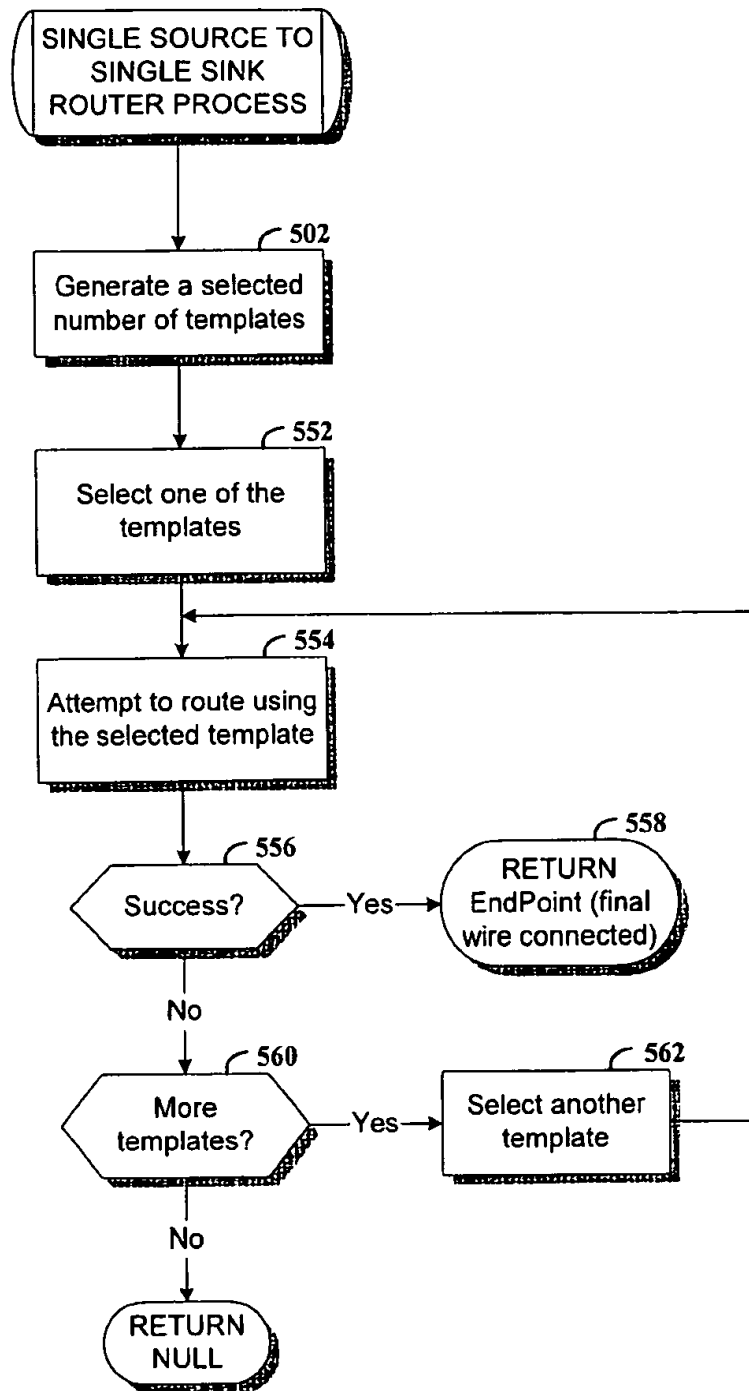 SINGLE SOURCE TO
SINGLE SINK
ROUTER PROCESS
502
Generate a selected
number of templates
552
Select one of the
templates
554
Attempt to route using
the selected template
556
Success?
Yes
558
RETURN
EndPoint (final
wire connected)
No
560
More
templates?
Yes
562
Select another
template
No
RETURN
NULL